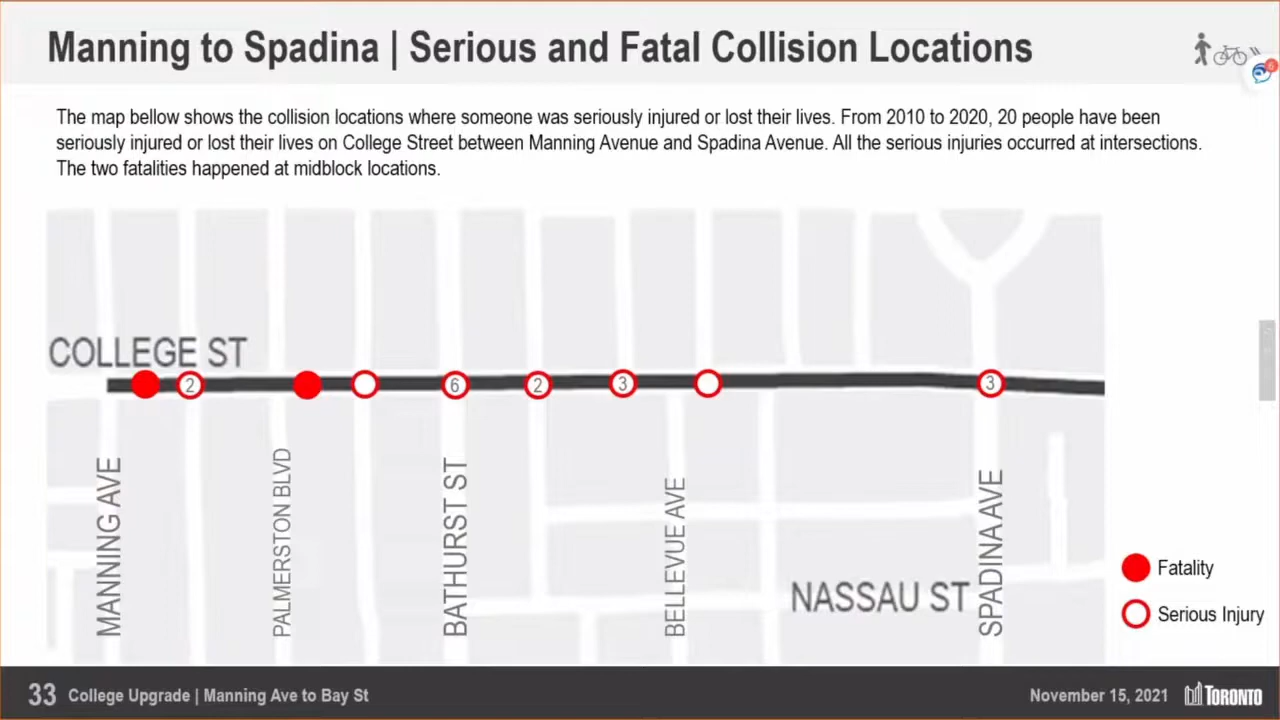 Manning to Spadina | Serious and Fatal Collision Locations
6
The map bellow shows the collision locations where someone was seriously injured or lost their lives. From 2010 to 2020, 20 people have been
seriously injured or lost their lives on College Street between Manning Avenue and Spadina Avenue. All the serious injuries occurred at intersections.
The two fatalities happened at midblock locations.
COLLEGE ST
2
6
2
3
3
MANNING AVE
PALMERSTON BLVD
BATHURST ST
BELLEVUE AVE
NASSAU ST
SPADINA AVE
Fatality
Serious Injury
33 College Upgrade | Manning Ave to Bay St
November 15, 2021 TORONTO